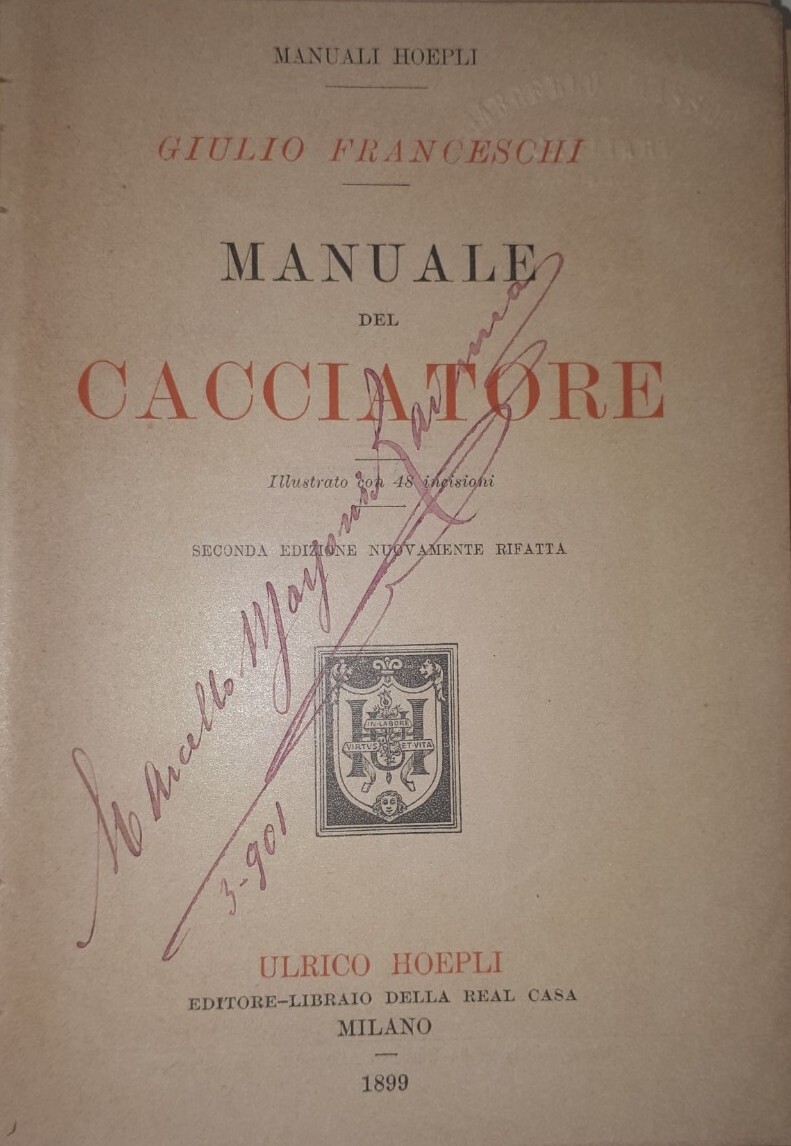 MANUALI HOEPLI
GIULIO FRANCESCHI
MANUALE
DEL
CACCIATORE
Illustrato con 48 incisioni
SECONDA EDIZIONE NUOVAMENTE RIFATTA
IN LABORE
VIRTUS ET VITA
Marcello
3-901
ULRICO HOEPLI
EDITORE-LIBRAIO DELLA REAL CASA
MILANO
1899